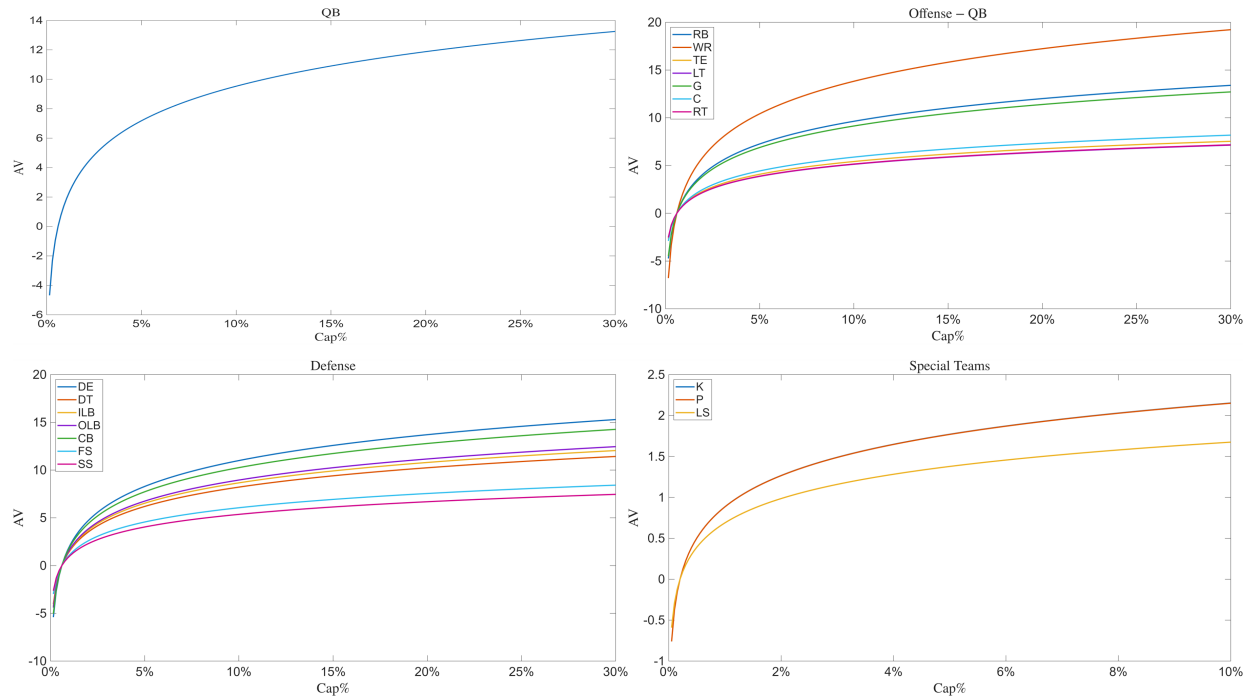 QB
14
12
10
8
6
4
2
0
-2
-4
-6
AV
0% 5% 10% 15% 20% 25% 30%
Cap%
Offense – QB
20
15
10
5
0
-5
-10
AV
RB
WR
TE
LT
G
C
RT
0% 5% 10% 15% 20% 25% 30%
Cap%
Defense
20
15
10
5
0
-5
-10
AV
DE
DT
ILB
OLB
CB
FS
SS
0% 5% 10% 15% 20% 25% 30%
Cap%
Special Teams
2.5
2
1.5
1
0.5
0
-0.5
-1
AV
K
P
LS
0% 2% 4% 6% 8% 10%
Cap%